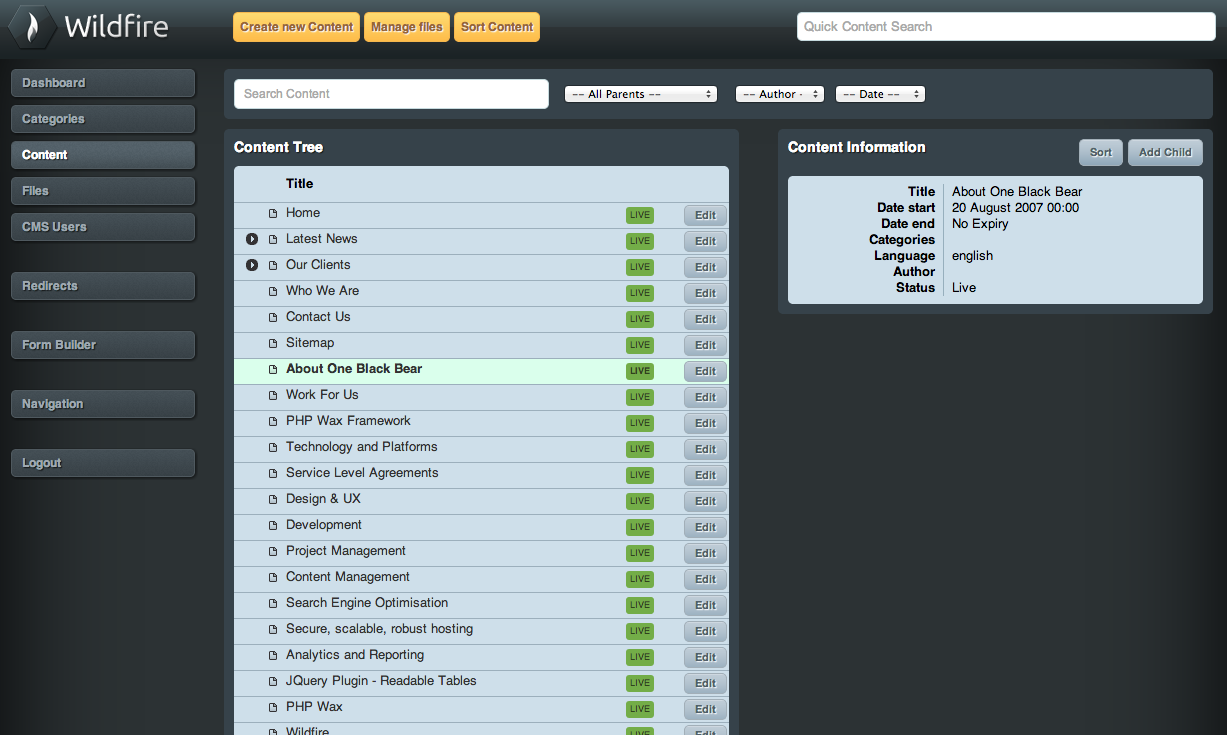 Wildfire
Create new Content Manage files Sort Content
Quick Content Search
Dashboard
Categories
Content
Files
CMS Users
Redirects
Form Builder
Navigation
Logout
Search Content
-- All Parents -- -- Author - -- Date --
Content Tree
Title
Home LIVE Edit
Latest News LIVE Edit
Our Clients LIVE Edit
Who We Are LIVE Edit
Contact Us LIVE Edit
Sitemap LIVE Edit
About One Black Bear LIVE Edit
Work For Us LIVE Edit
PHP Wax Framework LIVE Edit
Technology and Platforms LIVE Edit
Service Level Agreements LIVE Edit
Design & UX LIVE Edit
Development LIVE Edit
Project Management LIVE Edit
Content Management LIVE Edit
Search Engine Optimisation LIVE Edit
Secure, scalable, robust hosting LIVE Edit
Analytics and Reporting LIVE Edit
JQuery Plugin - Readable Tables LIVE Edit
PHP Wax LIVE Edit
Wildfire LIVE Edit
Content Information
Sort Add Child
Title About One Black Bear
Date start 20 August 2007 00:00
Date end No Expiry
Categories
Language english
Author
Status Live